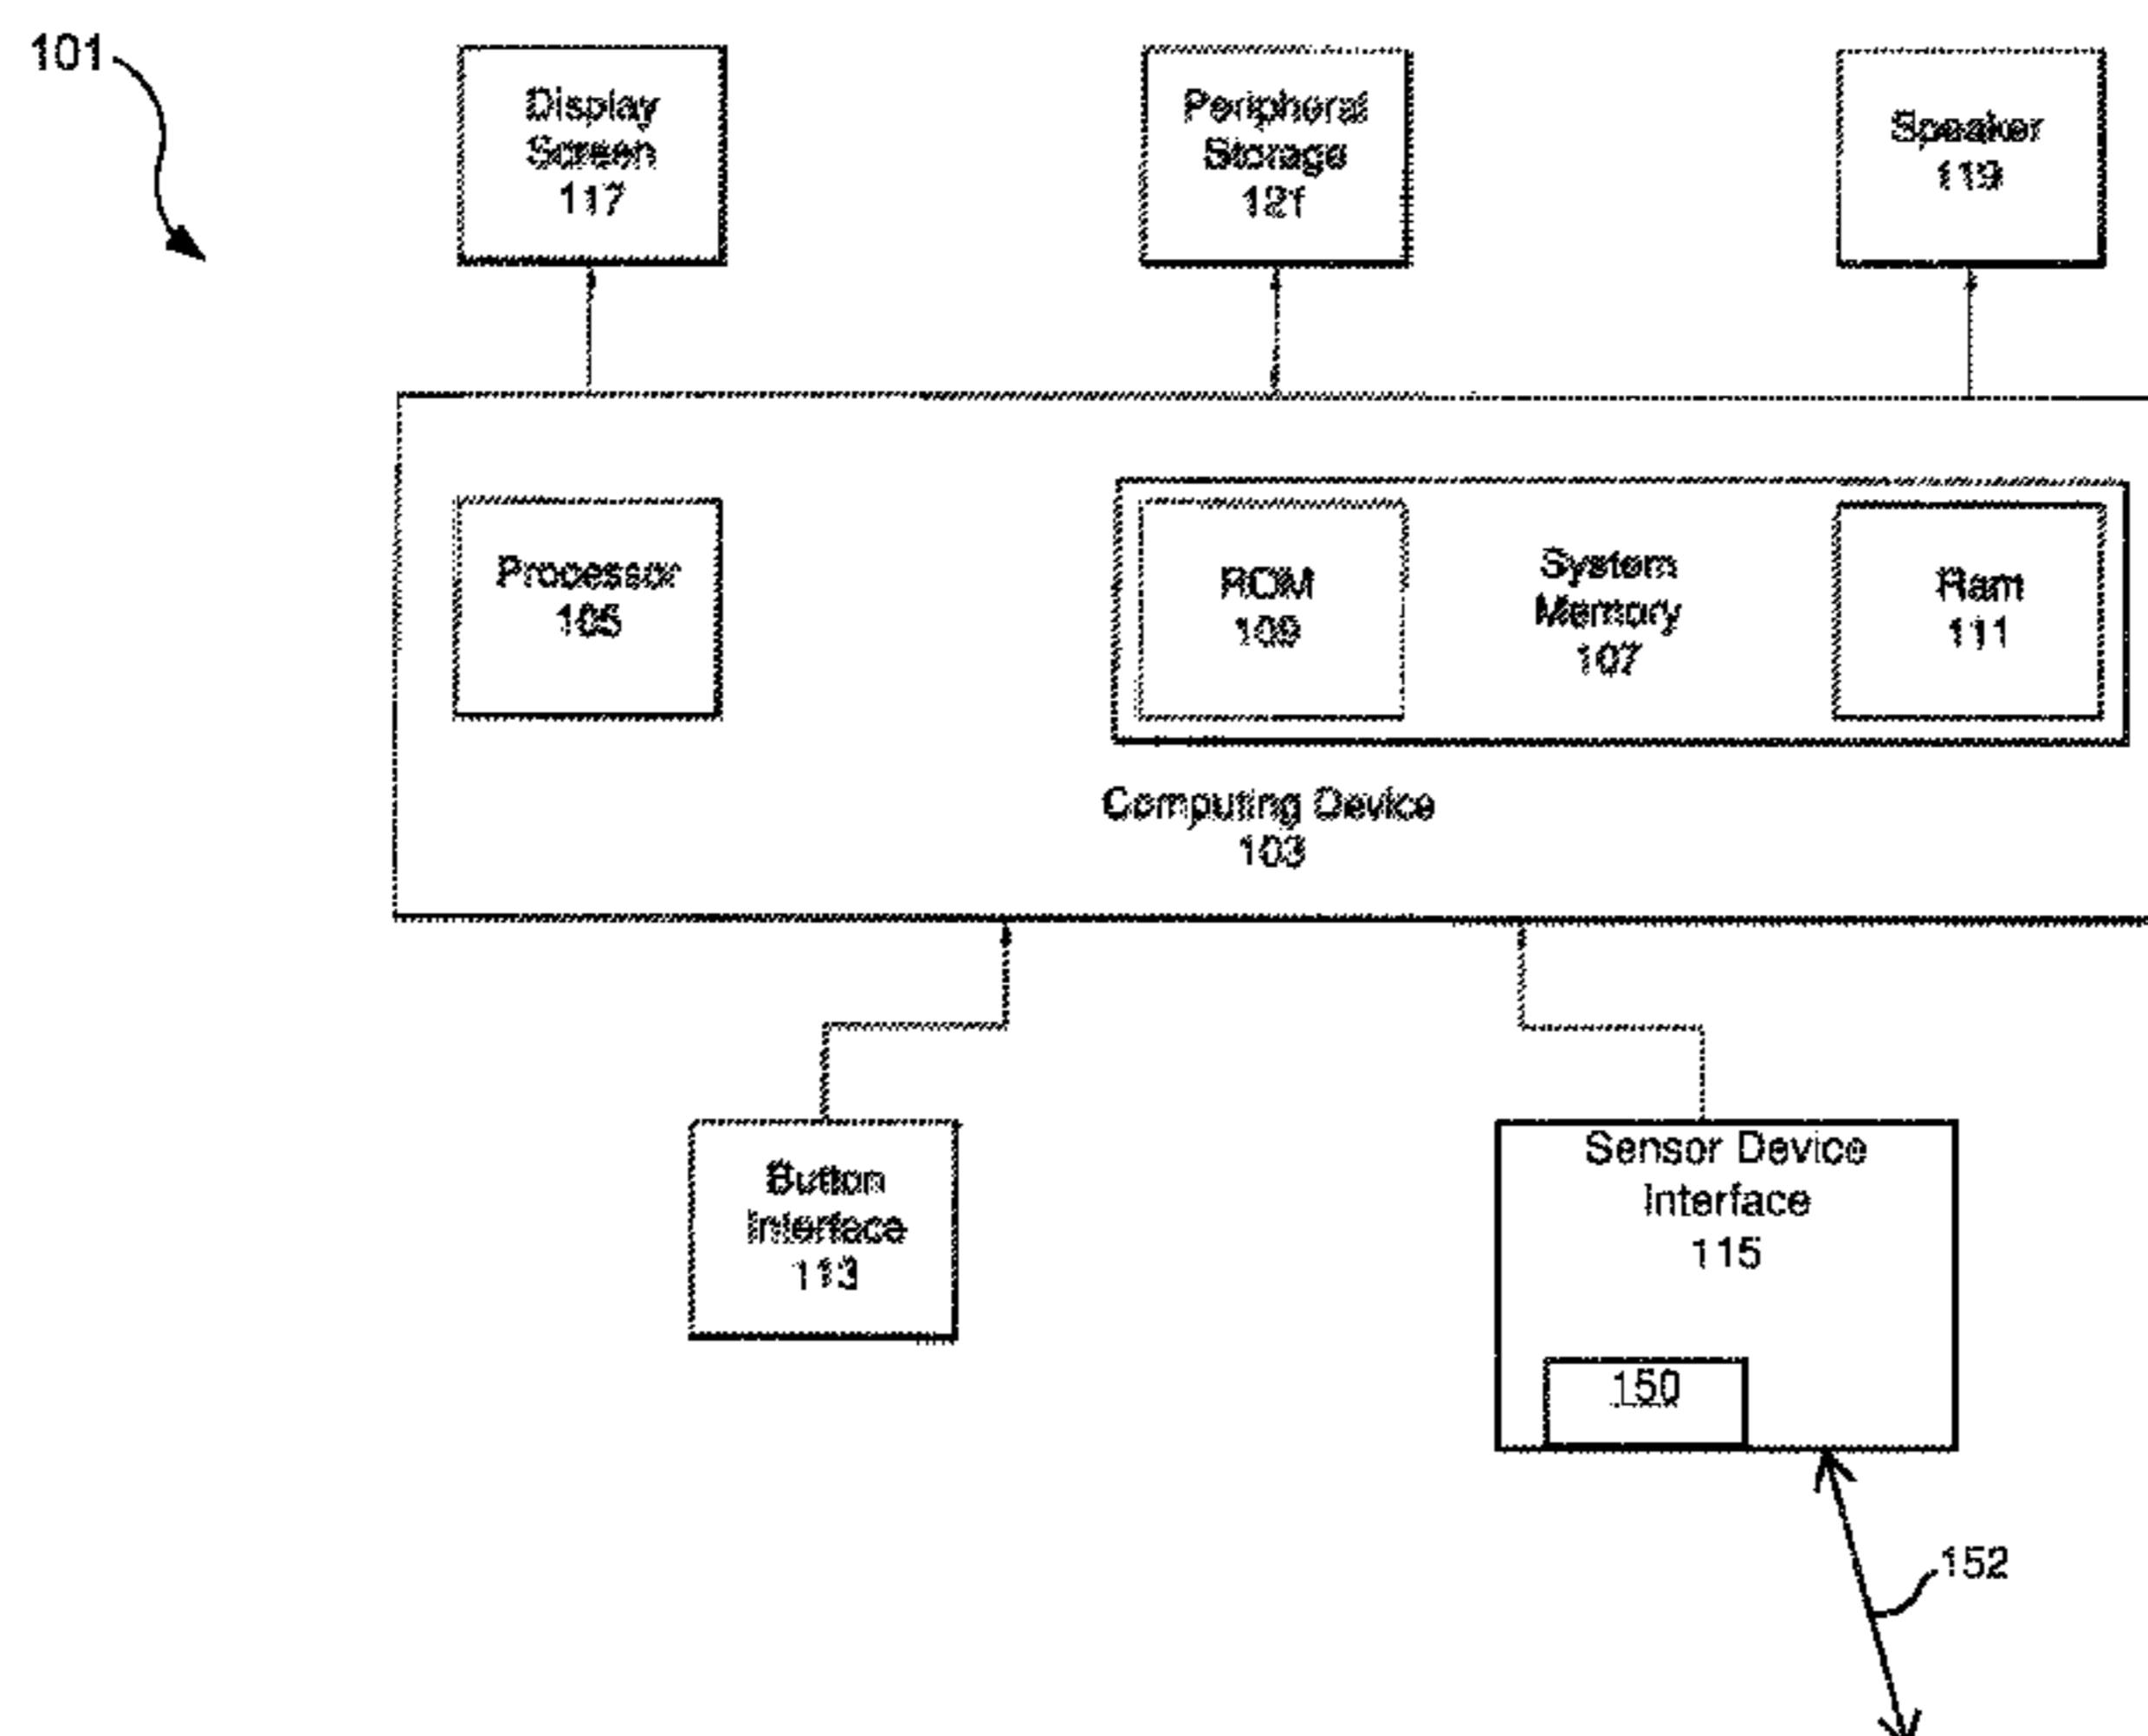 101
Display
Screen
117
Peripheral
Storage
121
Speaker
119
Processor
105
ROM
109
System
Memory
107
Ram
111
Computing Device
103
Button
Interface
113
Sensor Device
Interface
115
150
152